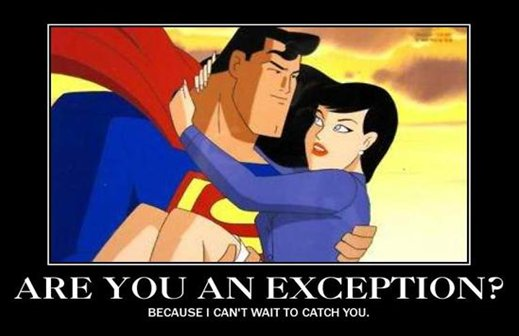 ARE YOU AN EXCEPTION?
BECAUSE I CAN'T WAIT TO CATCH YOU.